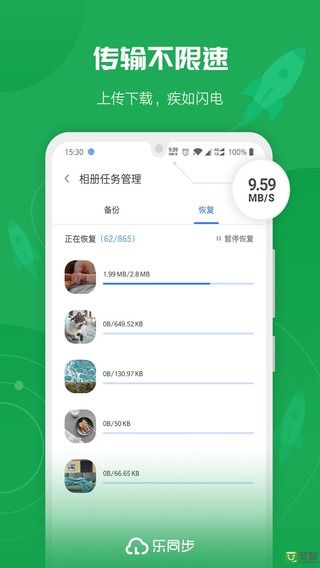 传输不限速
上传下载，疾如闪电
15:30
9.59
MB/S
100%
相册任务管理
9.59
MB/S
备份
恢复
正在恢复 (62/865)
暂停恢复
1.99 MB/2.8 MB
0B/649.52 KB
0B/130.97 KB
0B/50 KB
0B/66.65 KB
乐同步